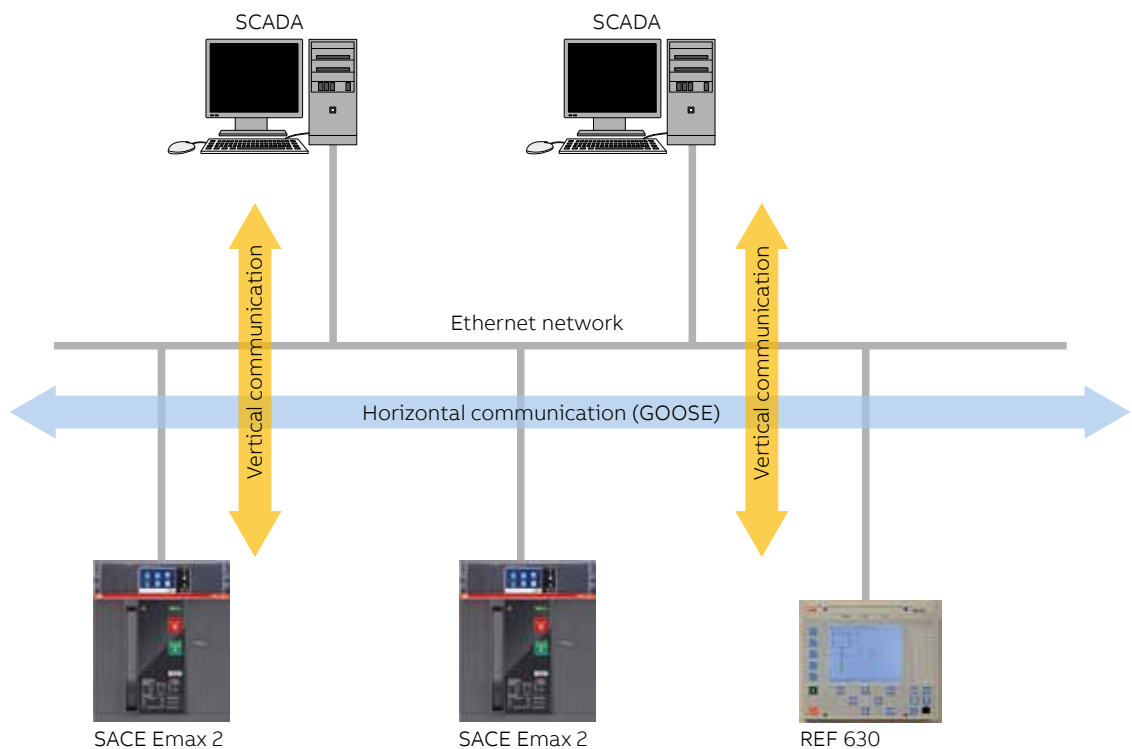 SCADA
SCADA
Vertical communication
Vertical communication
Ethernet network
Horizontal communication (GOOSE)
SACE Emax 2
SACE Emax 2
REF 630